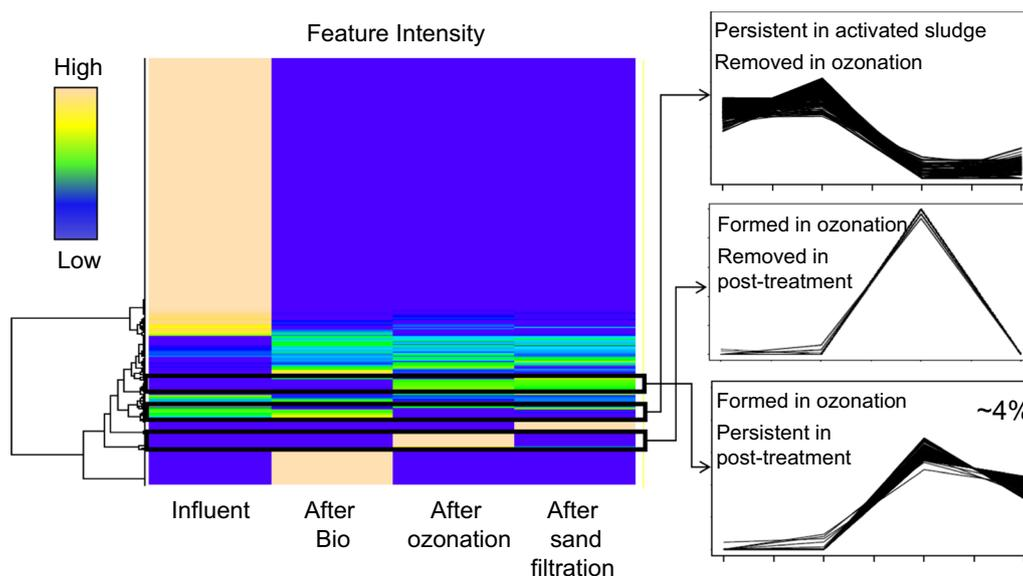 Feature Intensity
High
Low
Influent
After
Bio
After
ozonation
After
sand
filtration
Persistent in activated sludge
Removed in ozonation
Formed in ozonation
Removed in
post-treatment
Formed in ozonation
~4%
Persistent in
post-treatment